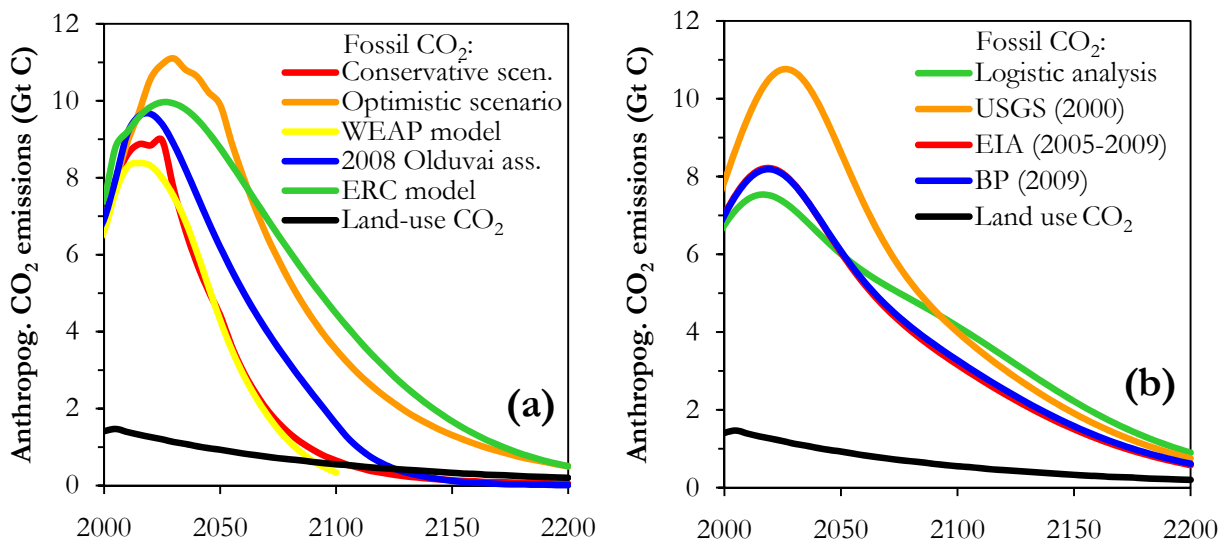 Anthropog. CO₂ emissions (Gt C)
12
10
8
6
4
2
0
2000 2050 2100 2150 2200
Fossil CO₂:
Conservative scen.
Optimistic scenario
WEAP model
2008 Olduvai ass.
ERC model
Land-use CO₂
(a)
Anthropog. CO₂ emissions (Gt C)
12
10
8
6
4
2
0
2000 2050 2100 2150 2200
Fossil CO₂:
Logistic analysis
USGS (2000)
EIA (2005-2009)
BP (2009)
Land use CO₂
(b)